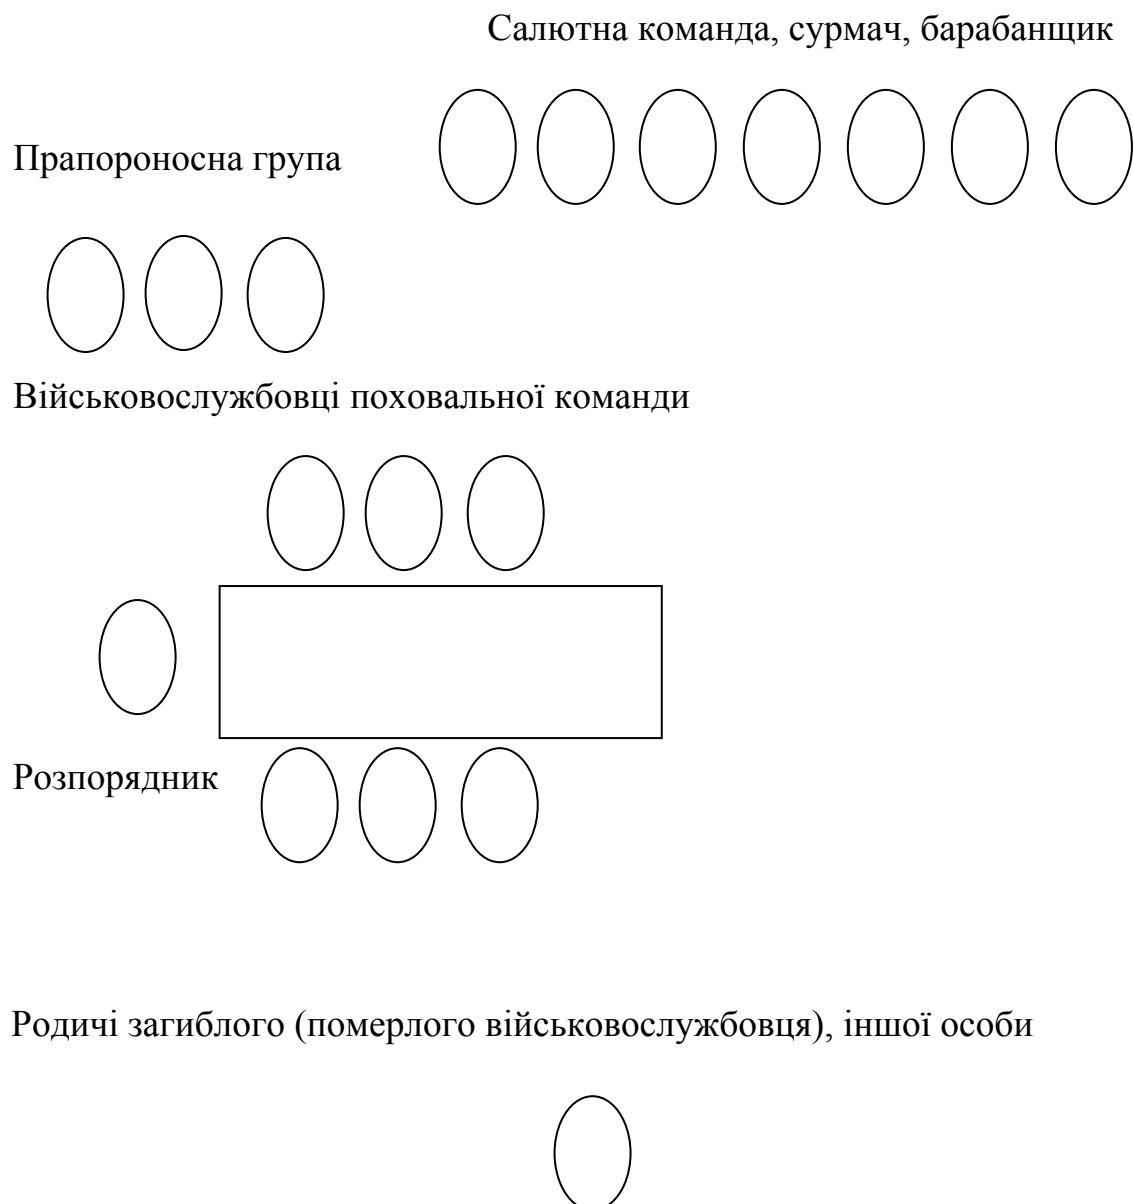 Салютна команда, сурмач, барабанщик
Прапороносна група
Військовослужбовці поховальної команди
Розпорядник
Родичі загиблого (померлого військовослужбовця), іншої особи